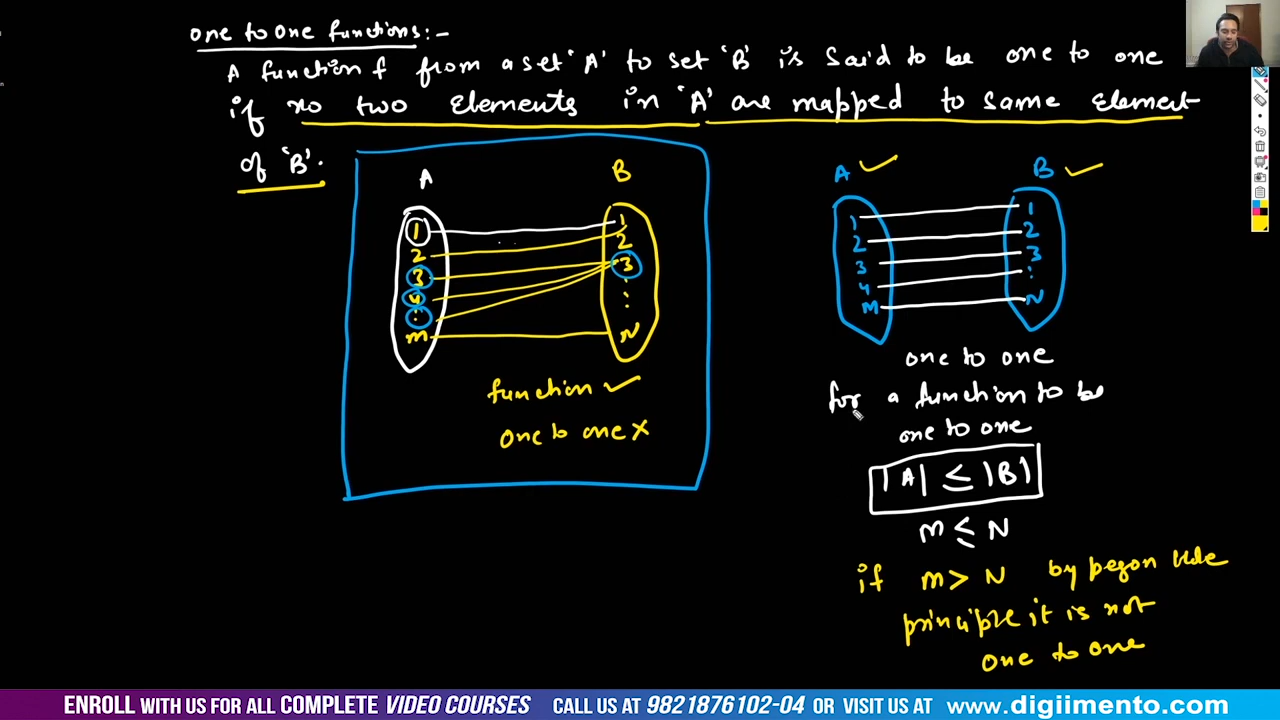 one to one functions:-
A function f from a set 'A' to set 'B' is said to be one to one
if no two Elements in 'A' are mapped to same Element
of 'B'.
A B
1 1
2 2
3 3
4 :
: :
m N
function ✓
one to one x
A ✓ B ✓
1 1
2 2
3 3
4 :
m N
one to one
for a function to be
one to one
|A| ≤ |B|
m ≤ N
if m > N by pegon hole
principle it is not
one to one
ENROLL WITH US FOR ALL COMPLETE VIDEO COURSES CALL US AT 9821876102-04 OR VISIT US AT www.digiimento.com